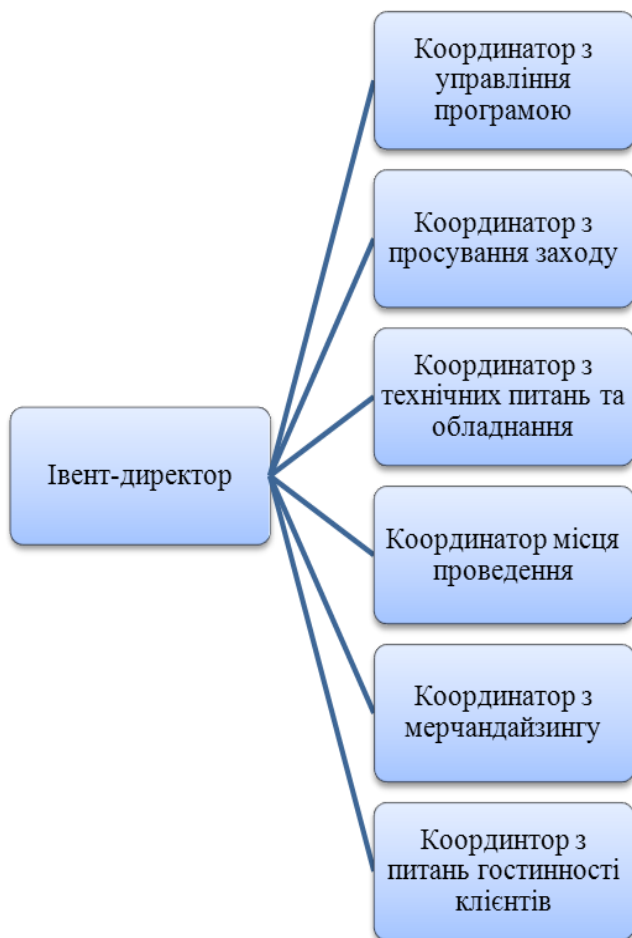 Координатор з
управління
програмою
Координатор з
просування заходу
Координатор з
технічних питань та
обладнання
Івент-директор
Координатор місця
проведення
Координатор з
мерчандайзингу
Координтор з
питань гостинності
клієнтів